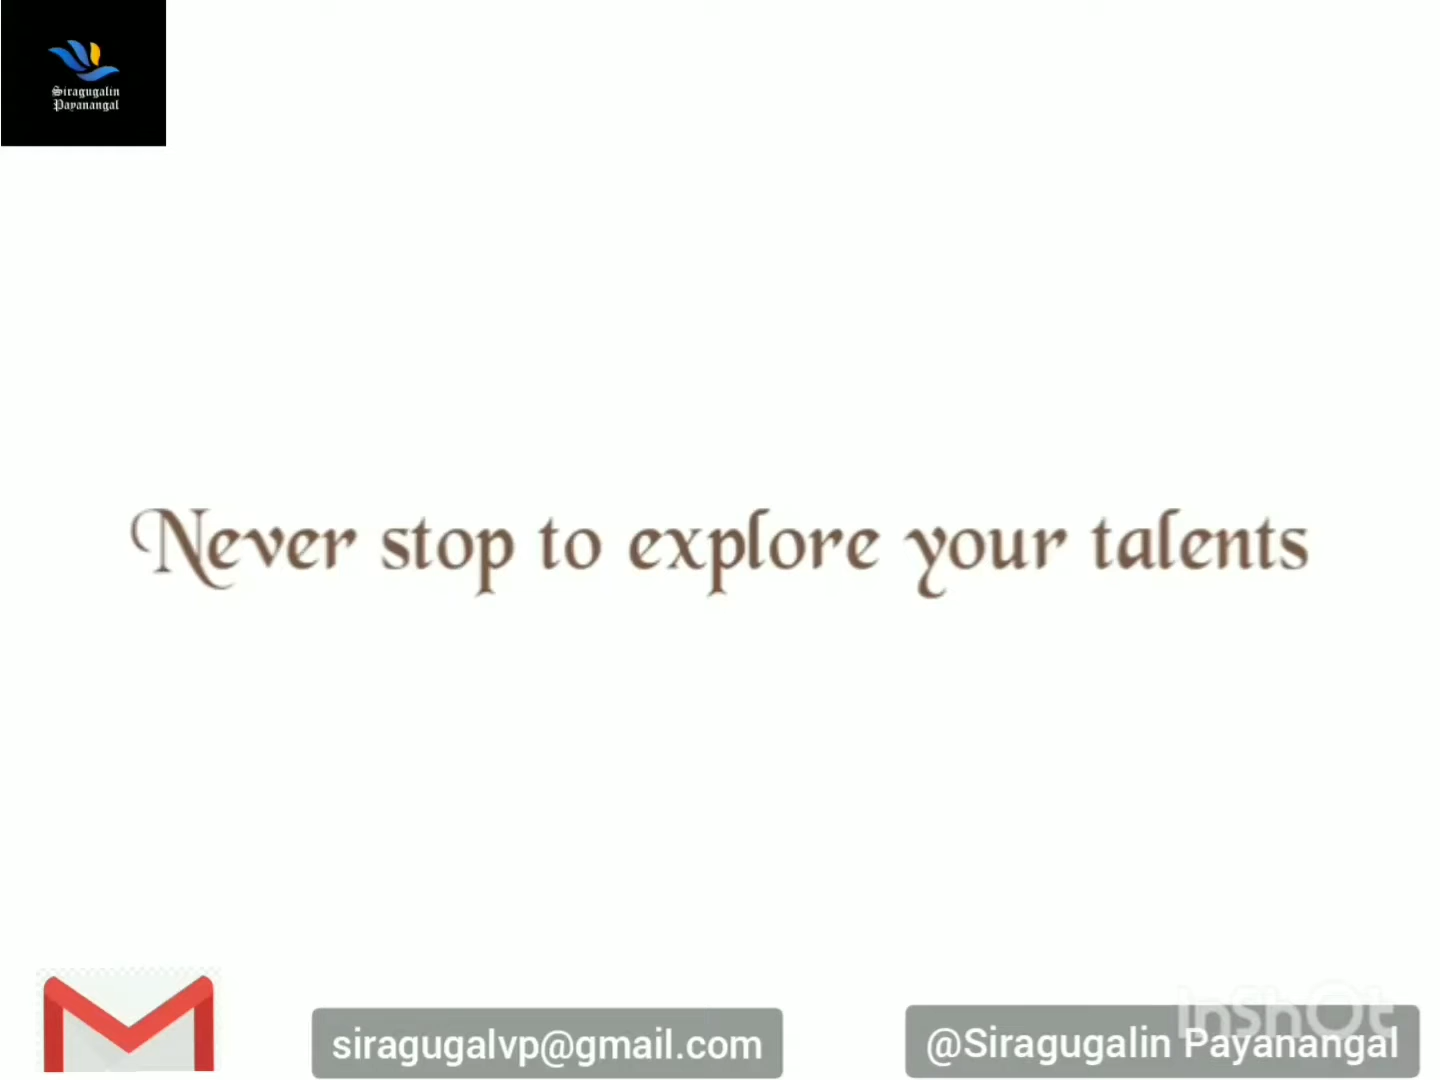 Siragugalin
Payanangal
Never stop to explore your talents
siragugalvp@gmail.com
@Siragugalin Payanangal
InShOt